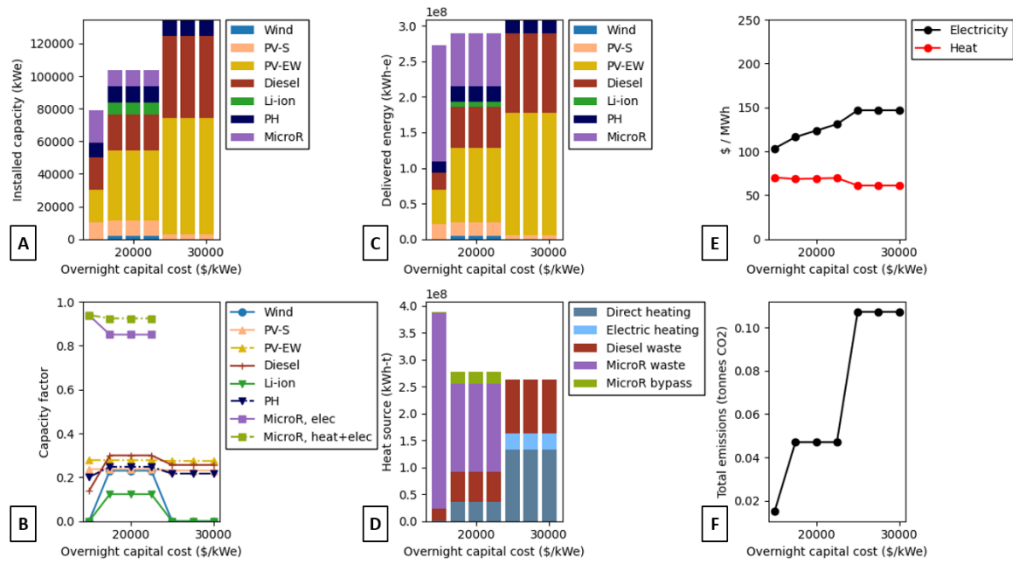 Installed capacity (kWe)
120000
100000
80000
60000
40000
20000
0
20000
30000
Overnight capital cost ($/kWe)
A
Wind
PV-S
PV-EW
Diesel
Li-ion
PH
MicroR
1e8
Delivered energy (kWh-e)
3.0
2.5
2.0
1.5
1.0
0.5
0.0
20000
30000
Overnight capital cost ($/kWe)
C
Wind
PV-S
PV-EW
Diesel
Li-ion
PH
MicroR
$ / MWh
250
200
150
100
50
0
20000
30000
Overnight capital cost ($/kWe)
E
Electricity
Heat
Capacity factor
1.0
0.8
0.6
0.4
0.2
0.0
20000
30000
Overnight capital cost ($/kWe)
B
Wind
PV-S
PV-EW
Diesel
Li-ion
PH
MicroR, elec
MicroR, heat+elec
1e8
Heat source (kWh-t)
4.0
3.5
3.0
2.5
2.0
1.5
1.0
0.5
0.0
20000
30000
Overnight capital cost ($/kWe)
D
Direct heating
Electric heating
Diesel waste
MicroR waste
MicroR bypass
Total emissions (tonnes CO2)
0.10
0.08
0.06
0.04
0.02
20000
30000
Overnight capital cost ($/kWe)
F